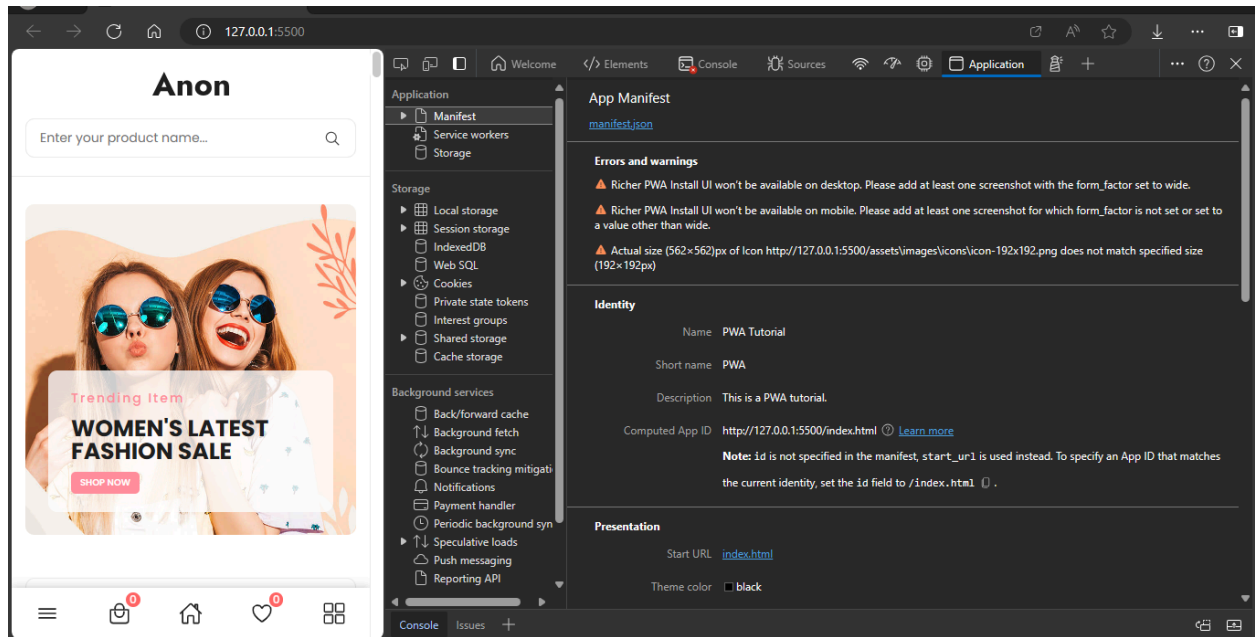 127.0.0.1:5500
Anon
Enter your product name...
Trending Item
WOMEN'S LATEST
FASHION SALE
SHOP NOW
0
0
Welcome
</> Elements
Console
Sources
Application
Application
Manifest
Service workers
Storage
Storage
Local storage
Session storage
IndexedDB
Web SQL
Cookies
Private state tokens
Interest groups
Shared storage
Cache storage
Background services
Back/forward cache
Background fetch
Background sync
Bounce tracking mitigati
Notifications
Payment handler
Periodic background syn
Speculative loads
Push messaging
Reporting API
App Manifest
manifest.json
Errors and warnings
Richer PWA Install UI won't be available on desktop. Please add at least one screenshot with the form_factor set to wide.
Richer PWA Install UI won't be available on mobile. Please add at least one screenshot for which form_factor is not set or set to
a value other than wide.
Actual size (562×562)px of Icon http://127.0.0.1:5500/assets\images\icons\icon-192x192.png does not match specified size
(192×192px)
Identity
Name PWA Tutorial
Short name PWA
Description This is a PWA tutorial.
Computed App ID http://127.0.0.1:5500/index.html Learn more
Note: id is not specified in the manifest, start_url is used instead. To specify an App ID that matches
the current identity, set the id field to /index.html .
Presentation
Start URL index.html
Theme color black
Console Issues